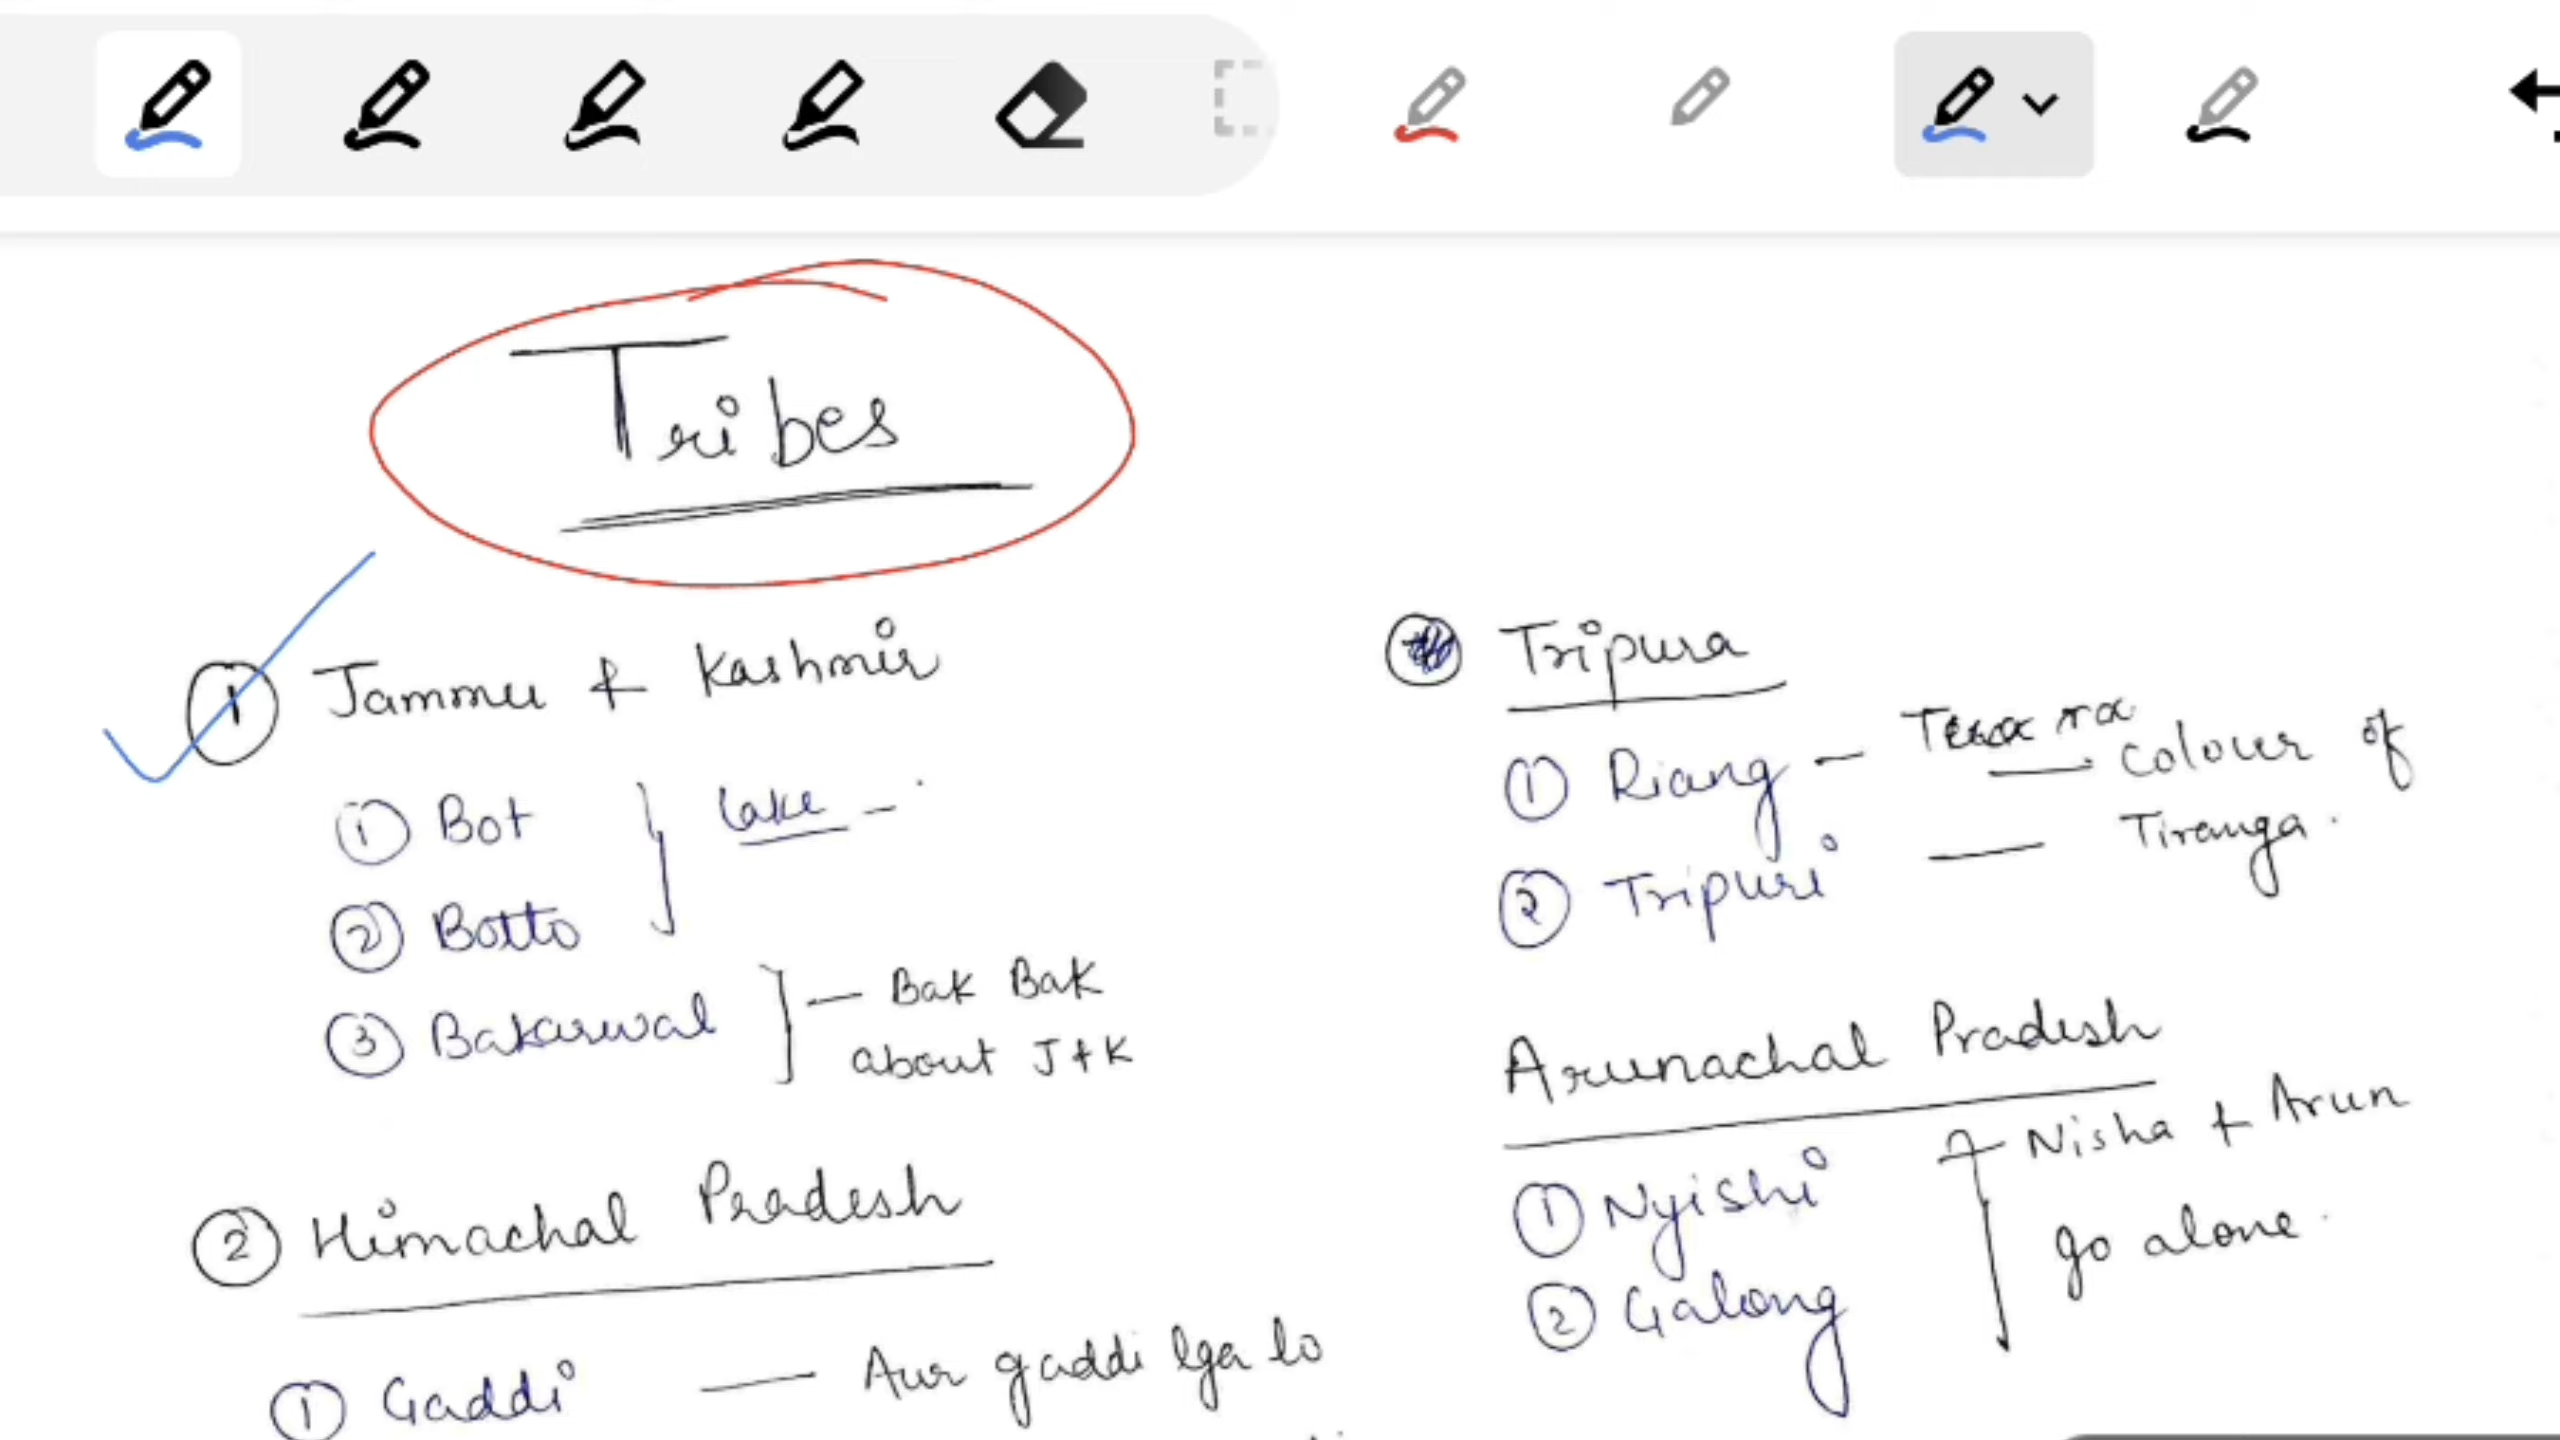 Tribes
① Jammu & Kashmir
① Bot
② Botto
lake -
③ Bakarwal
— Bak Bak
about J+K
② Himachal Pradesh
① Gaddi — Aur gaddi lga lo
Tripura
① Riang —
— Colour of
② Tripuri — Tiranga.
Arunachal Pradesh
① Nyishi
② Galong
Nisha + Arun
go alone.